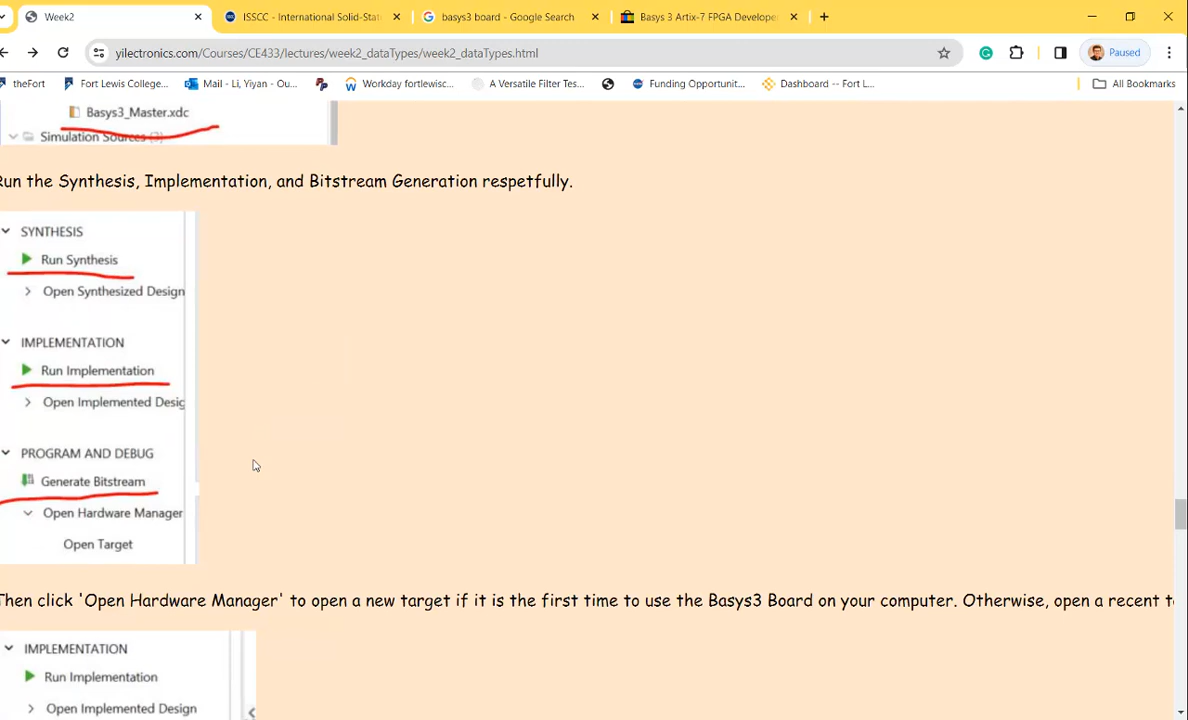 Week2
ISSCC - International Solid-Stat
basys3 board - Google Search
Basys 3 Artix-7 FPGA Develope
yilectronics.com/Courses/CE433/lectures/week2_dataTypes/week2_dataTypes.html
Paused
theFort
Fort Lewis College...
Mail - Li, Yiyan - Ou...
Workday fortlewisc...
A Versatile Filter Tes...
Funding Opportunit...
Dashboard -- Fort L...
All Bookmarks
Basys3_Master.xdc
Simulation Sources (3)
Run the Synthesis, Implementation, and Bitstream Generation respetfully.
SYNTHESIS
Run Synthesis
Open Synthesized Design
IMPLEMENTATION
Run Implementation
Open Implemented Desig
PROGRAM AND DEBUG
Generate Bitstream
Open Hardware Manager
Open Target
Then click 'Open Hardware Manager' to open a new target if it is the first time to use the Basys3 Board on your computer. Otherwise, open a recent t
IMPLEMENTATION
Run Implementation
Open Implemented Design